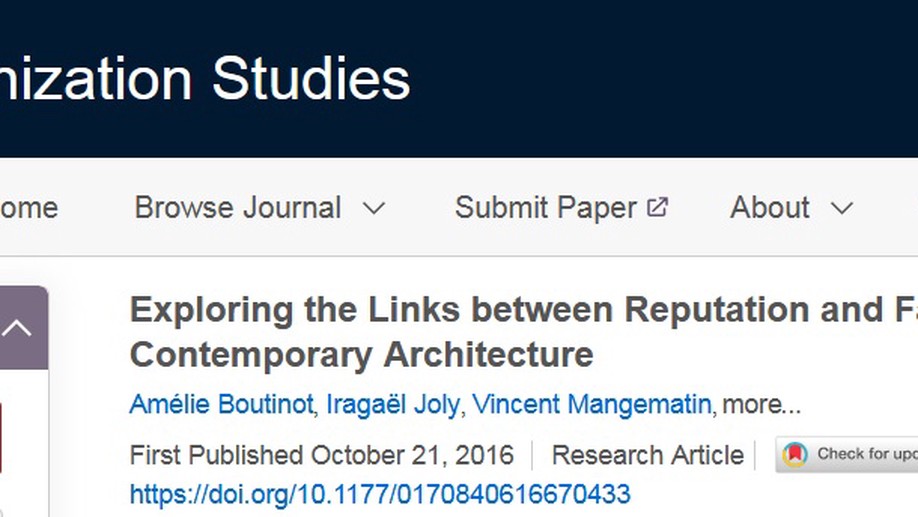 nization Studies
ome Browse Journal Submit Paper About
Exploring the Links between Reputation and Fa
Contemporary Architecture
Amélie Boutinot, Iragaël Joly, Vincent Mangematin, more...
First Published October 21, 2016 Research Article Check for upd
https://doi.org/10.1177/0170840616670433